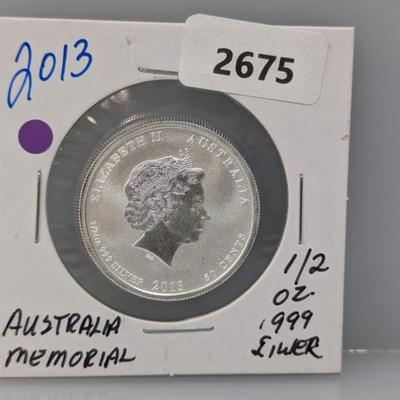 2013
2675
ELIZABETH II AUSTRALIA
1/2 OZ 999 SILVER 2013 50 CENTS
AUSTRALIA
MEMORIAL
1/2
OZ.
.999
SILVER